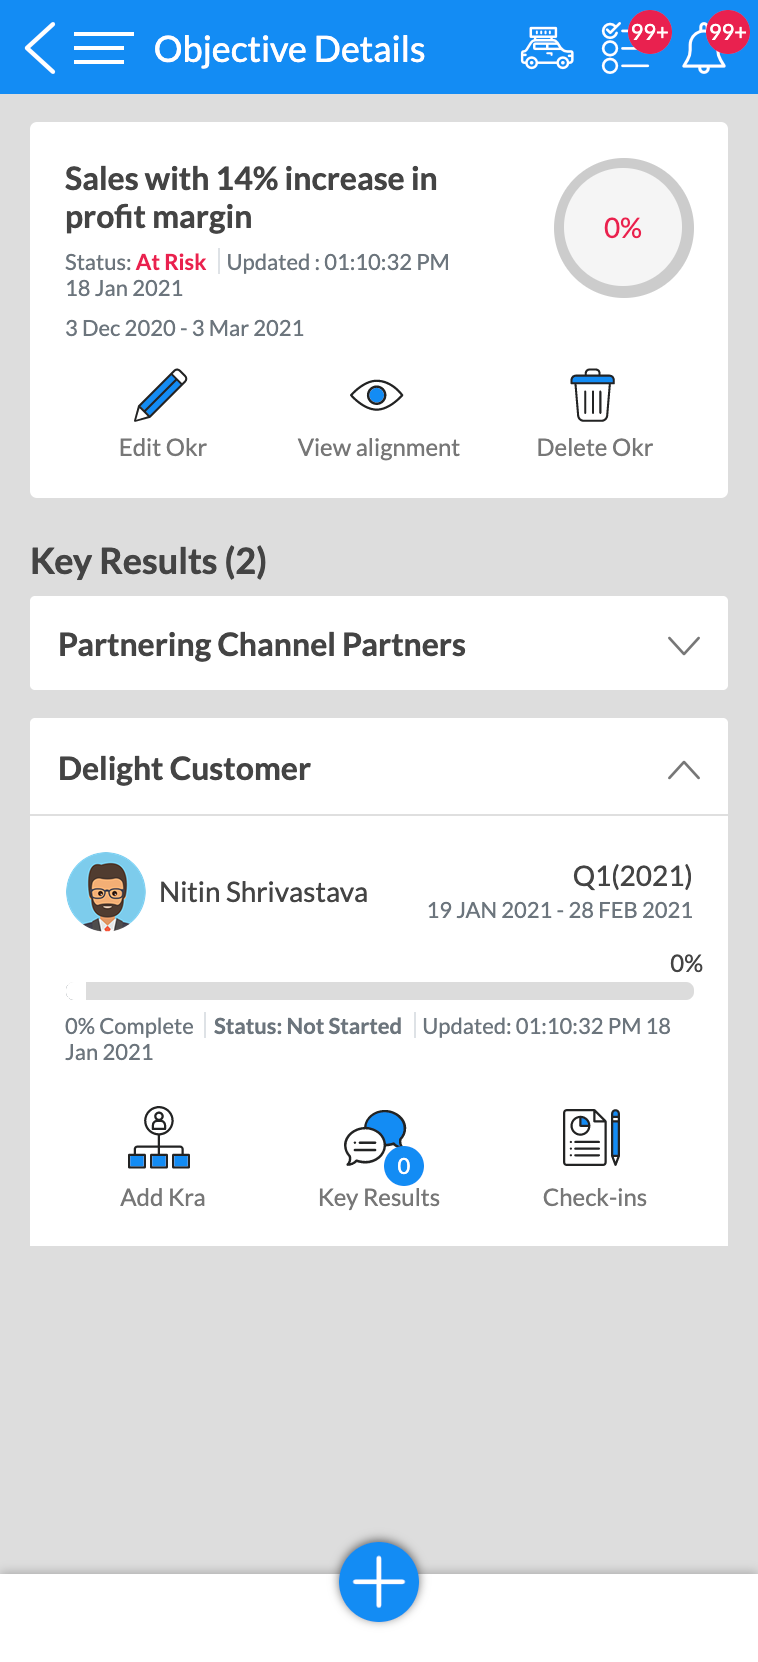 Objective Details
99+
99+
Sales with 14% increase in
profit margin
Status: At Risk
Updated : 01:10:32 PM
18 Jan 2021
3 Dec 2020 - 3 Mar 2021
0%
Edit Okr
View alignment
Delete Okr
Key Results (2)
Partnering Channel Partners
Delight Customer
Nitin Shrivastava
Q1(2021)
19 JAN 2021 - 28 FEB 2021
0%
0% Complete
Status: Not Started
Updated: 01:10:32 PM 18
Jan 2021
Add Kra
0
Key Results
Check-ins